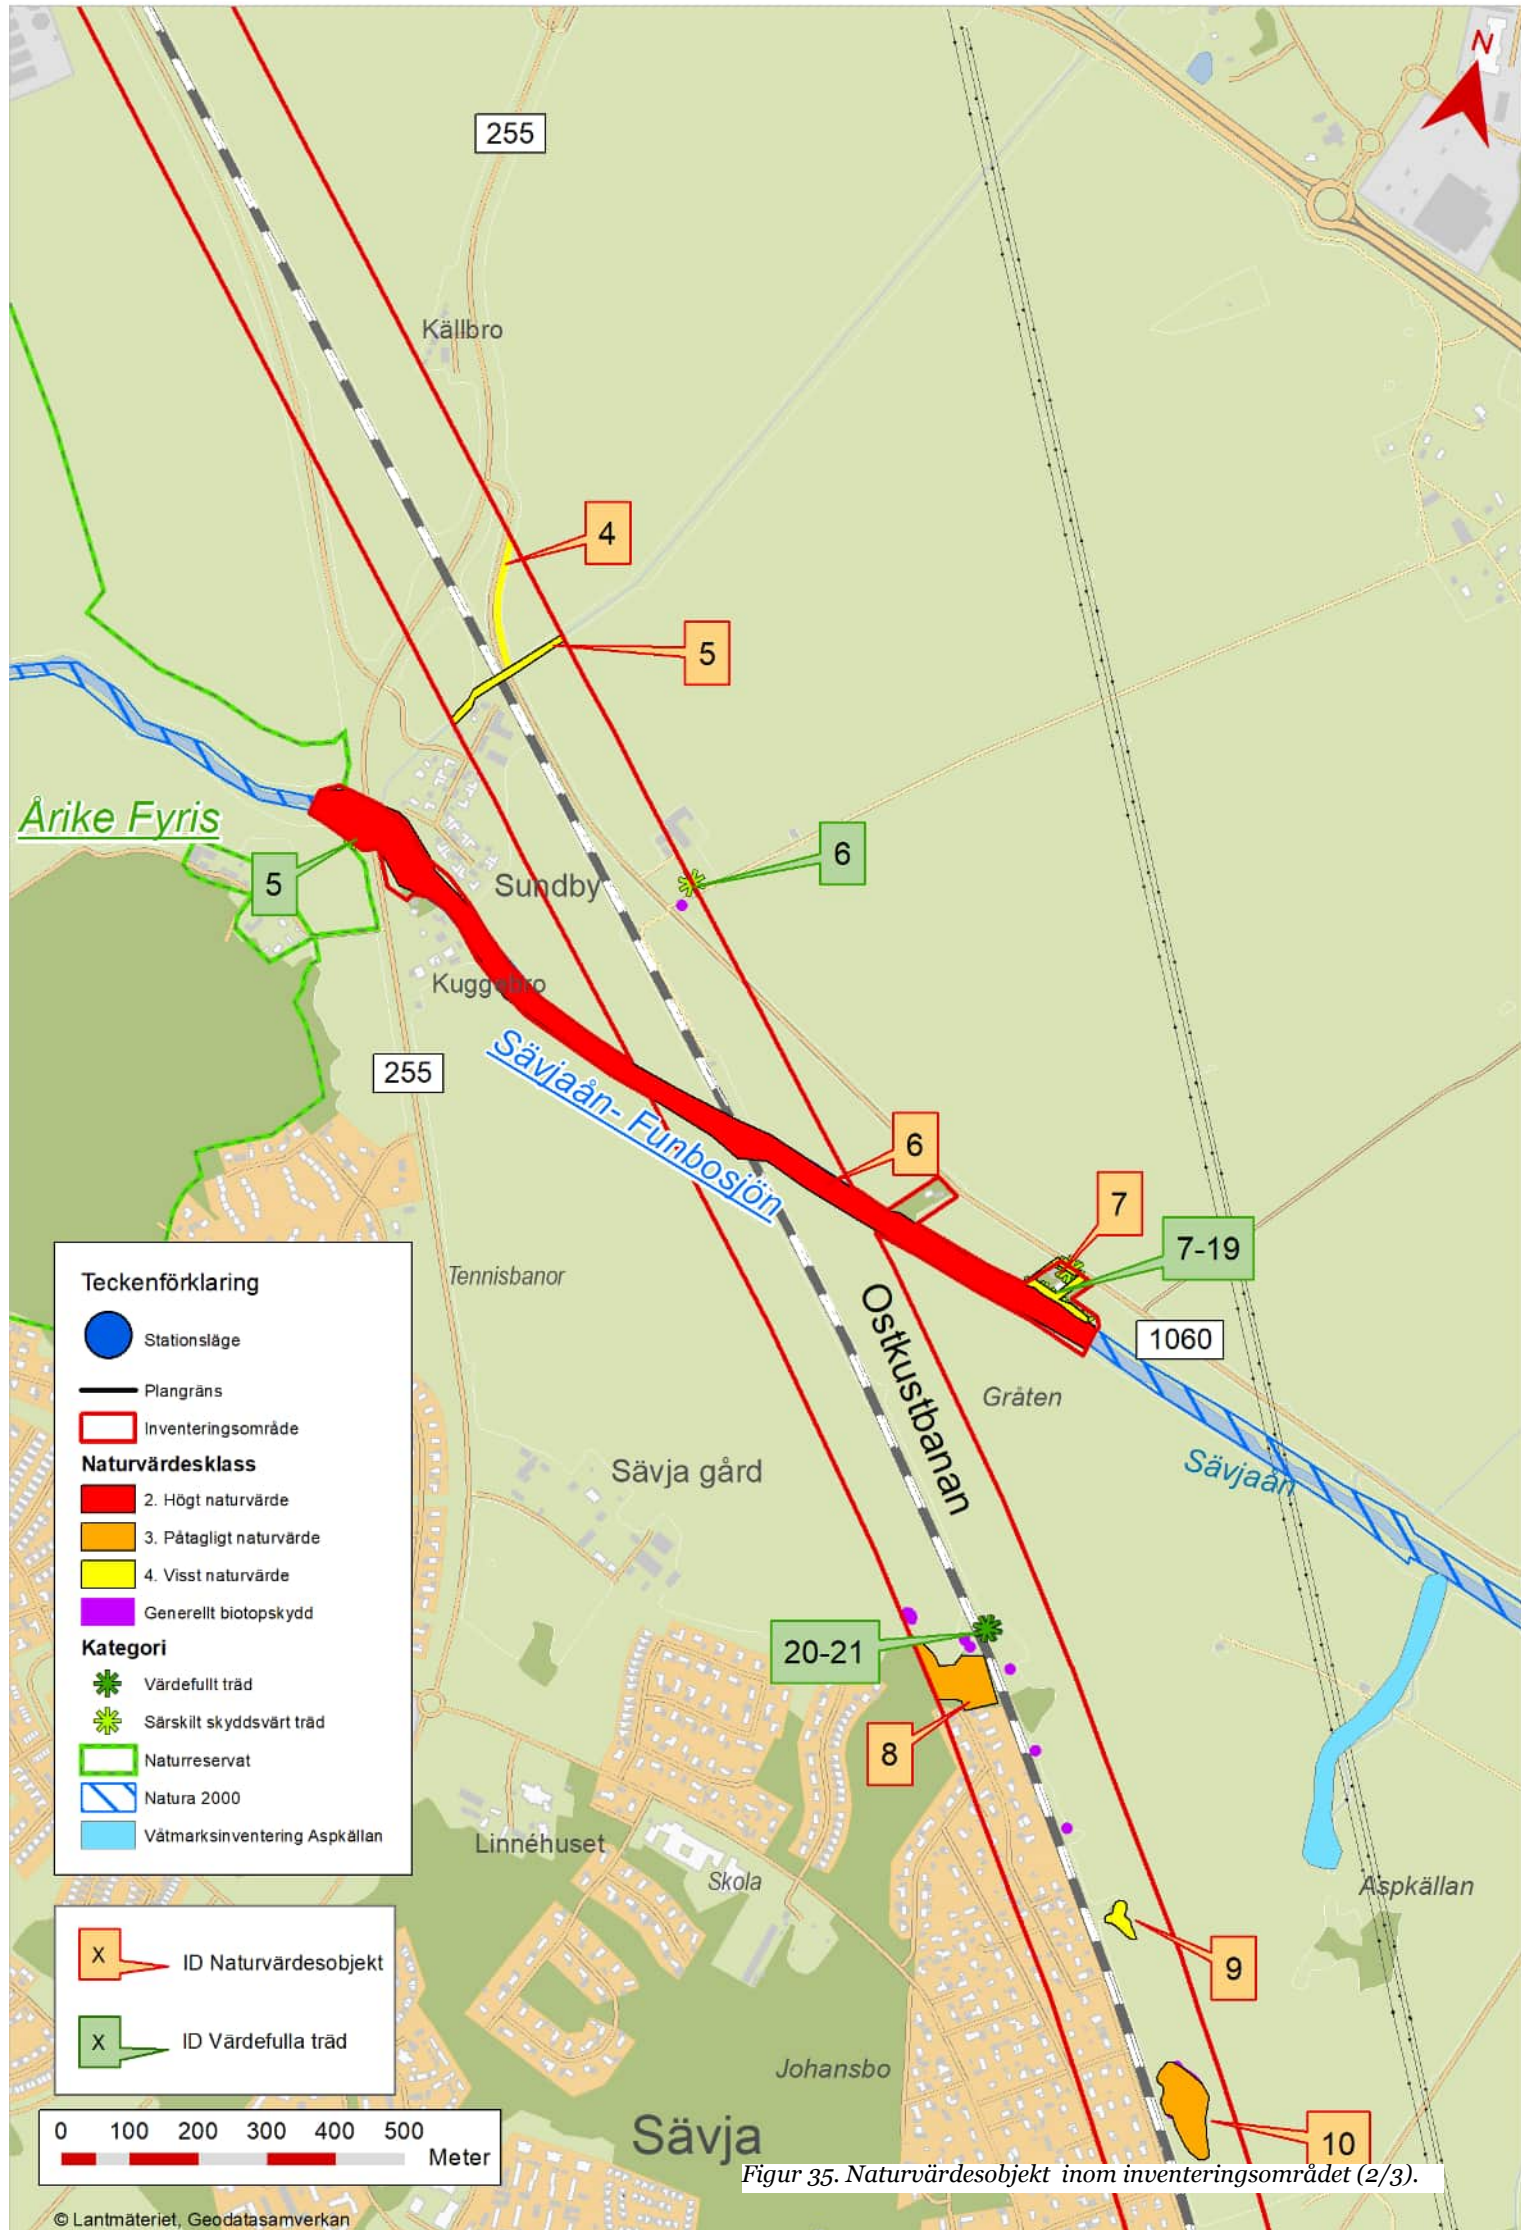 N
255
Källbro
4
5
Årike Fyris
5
6
Sundby
Kuggebro
255
Sävjaån- Funbosjön
6
7
7-19
1060
Tennisbanor
Ostkustbanan
Gråten
Sävjaån
Sävja gård
20-21
8
Linnéhuset
Skola
Aspkällan
9
Johansbo
Sävja
10
Teckenförklaring
Stationsläge
Plangräns
Inventeringsområde
Naturvärdesklass
2. Högt naturvärde
3. Påtagligt naturvärde
4. Visst naturvärde
Generellt biotopskydd
Kategori
Värdefullt träd
Särskilt skyddsvärt träd
Naturreservat
Natura 2000
Våtmarksinventering Aspkällan
X ID Naturvärdesobjekt
X ID Värdefulla träd
0 100 200 300 400 500
Meter
Figur 35. Naturvärdesobjekt inom inventeringsområdet (2/3).
© Lantmäteriet, Geodatasamverkan